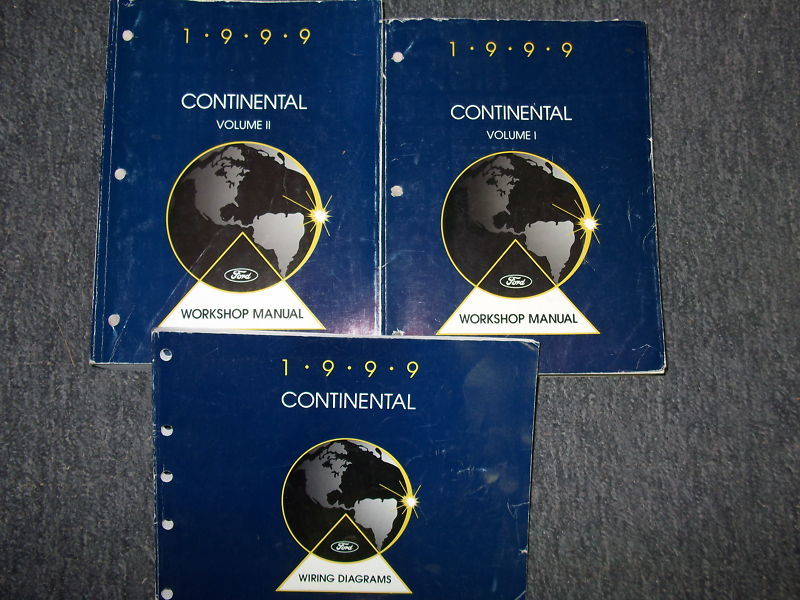 1·9·9·9
CONTINENTAL
VOLUME II
Ford
WORKSHOP MANUAL
1·9·9·9
CONTINENTAL
VOLUME I
Ford
WORKSHOP MANUAL
1·9·9·9
CONTINENTAL
Ford
WIRING DIAGRAMS